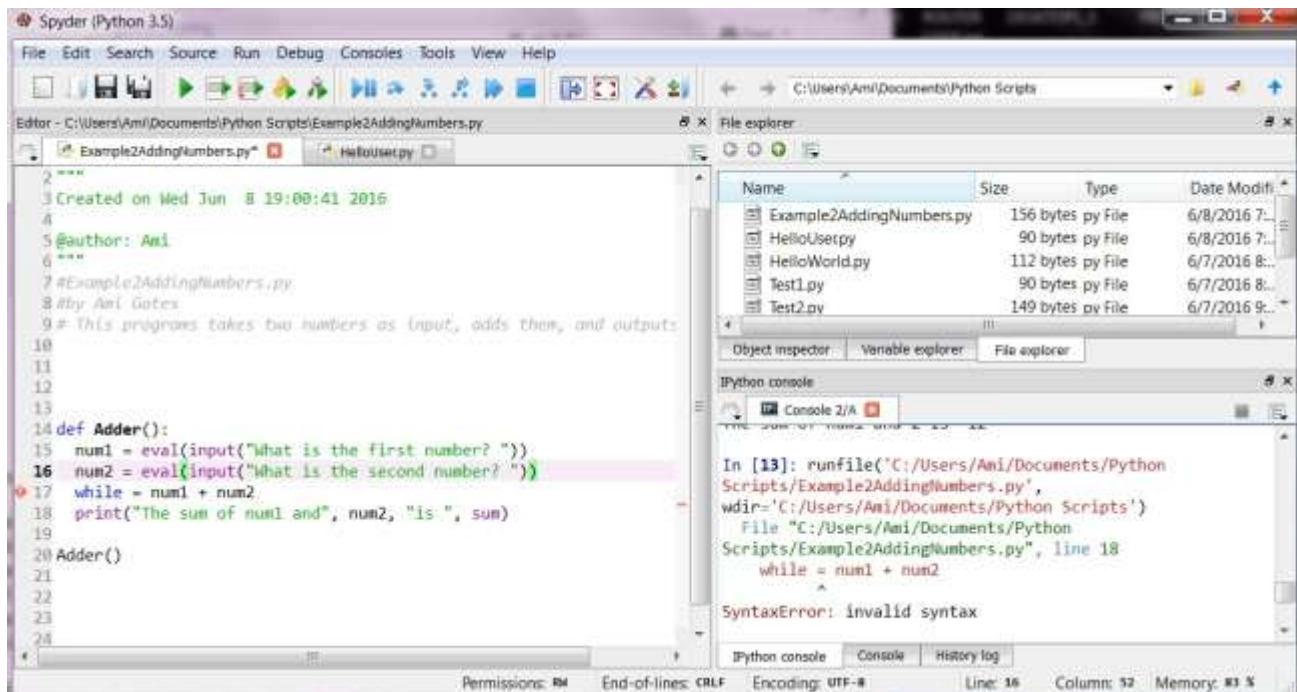 Spyder (Python 3.5)
File Edit Search Source Run Debug Consoles Tools View Help
C:\Users\Ami\Documents\Python Scripts
Editor - C:\Users\Ami\Documents\Python Scripts\Example2AddingNumbers.py
Example2AddingNumbers.py* HelloUser.py
2 """
3 Created on Wed Jun 8 19:00:41 2016
4
5 @author: Ami
6 """
7 #Example2AddingNumbers.py
8 #by Ami Gates
9 # This programs takes two numbers as input, adds them, and outputs
10
11
12
13
14 def Adder():
15 num1 = eval(input("What is the first number? "))
16 num2 = eval(input("What is the second number? "))
17 while = num1 + num2
18 print("The sum of num1 and", num2, "is ", sum)
19
20 Adder()
21
22
23
24
File explorer
Name Size Type Date Modifi
Example2AddingNumbers.py 156 bytes py File 6/8/2016 7:...
HelloUser.py 90 bytes py File 6/8/2016 7:...
HelloWorld.py 112 bytes py File 6/7/2016 8:...
Test1.py 90 bytes py File 6/7/2016 8:...
Test2.py 149 bytes py File 6/7/2016 9:...
Object inspector Variable explorer File explorer
IPython console
Console 2/A
In [13]: runfile('C:/Users/Ami/Documents/Python
Scripts/Example2AddingNumbers.py',
wdir='C:/Users/Ami/Documents/Python Scripts')
File "C:/Users/Ami/Documents/Python
Scripts/Example2AddingNumbers.py", line 18
while = num1 + num2
^
SyntaxError: invalid syntax
IPython console Console History log
Permissions: RW End-of-lines: CRLF Encoding: UTF-8 Line: 16 Column: 52 Memory: 83 %